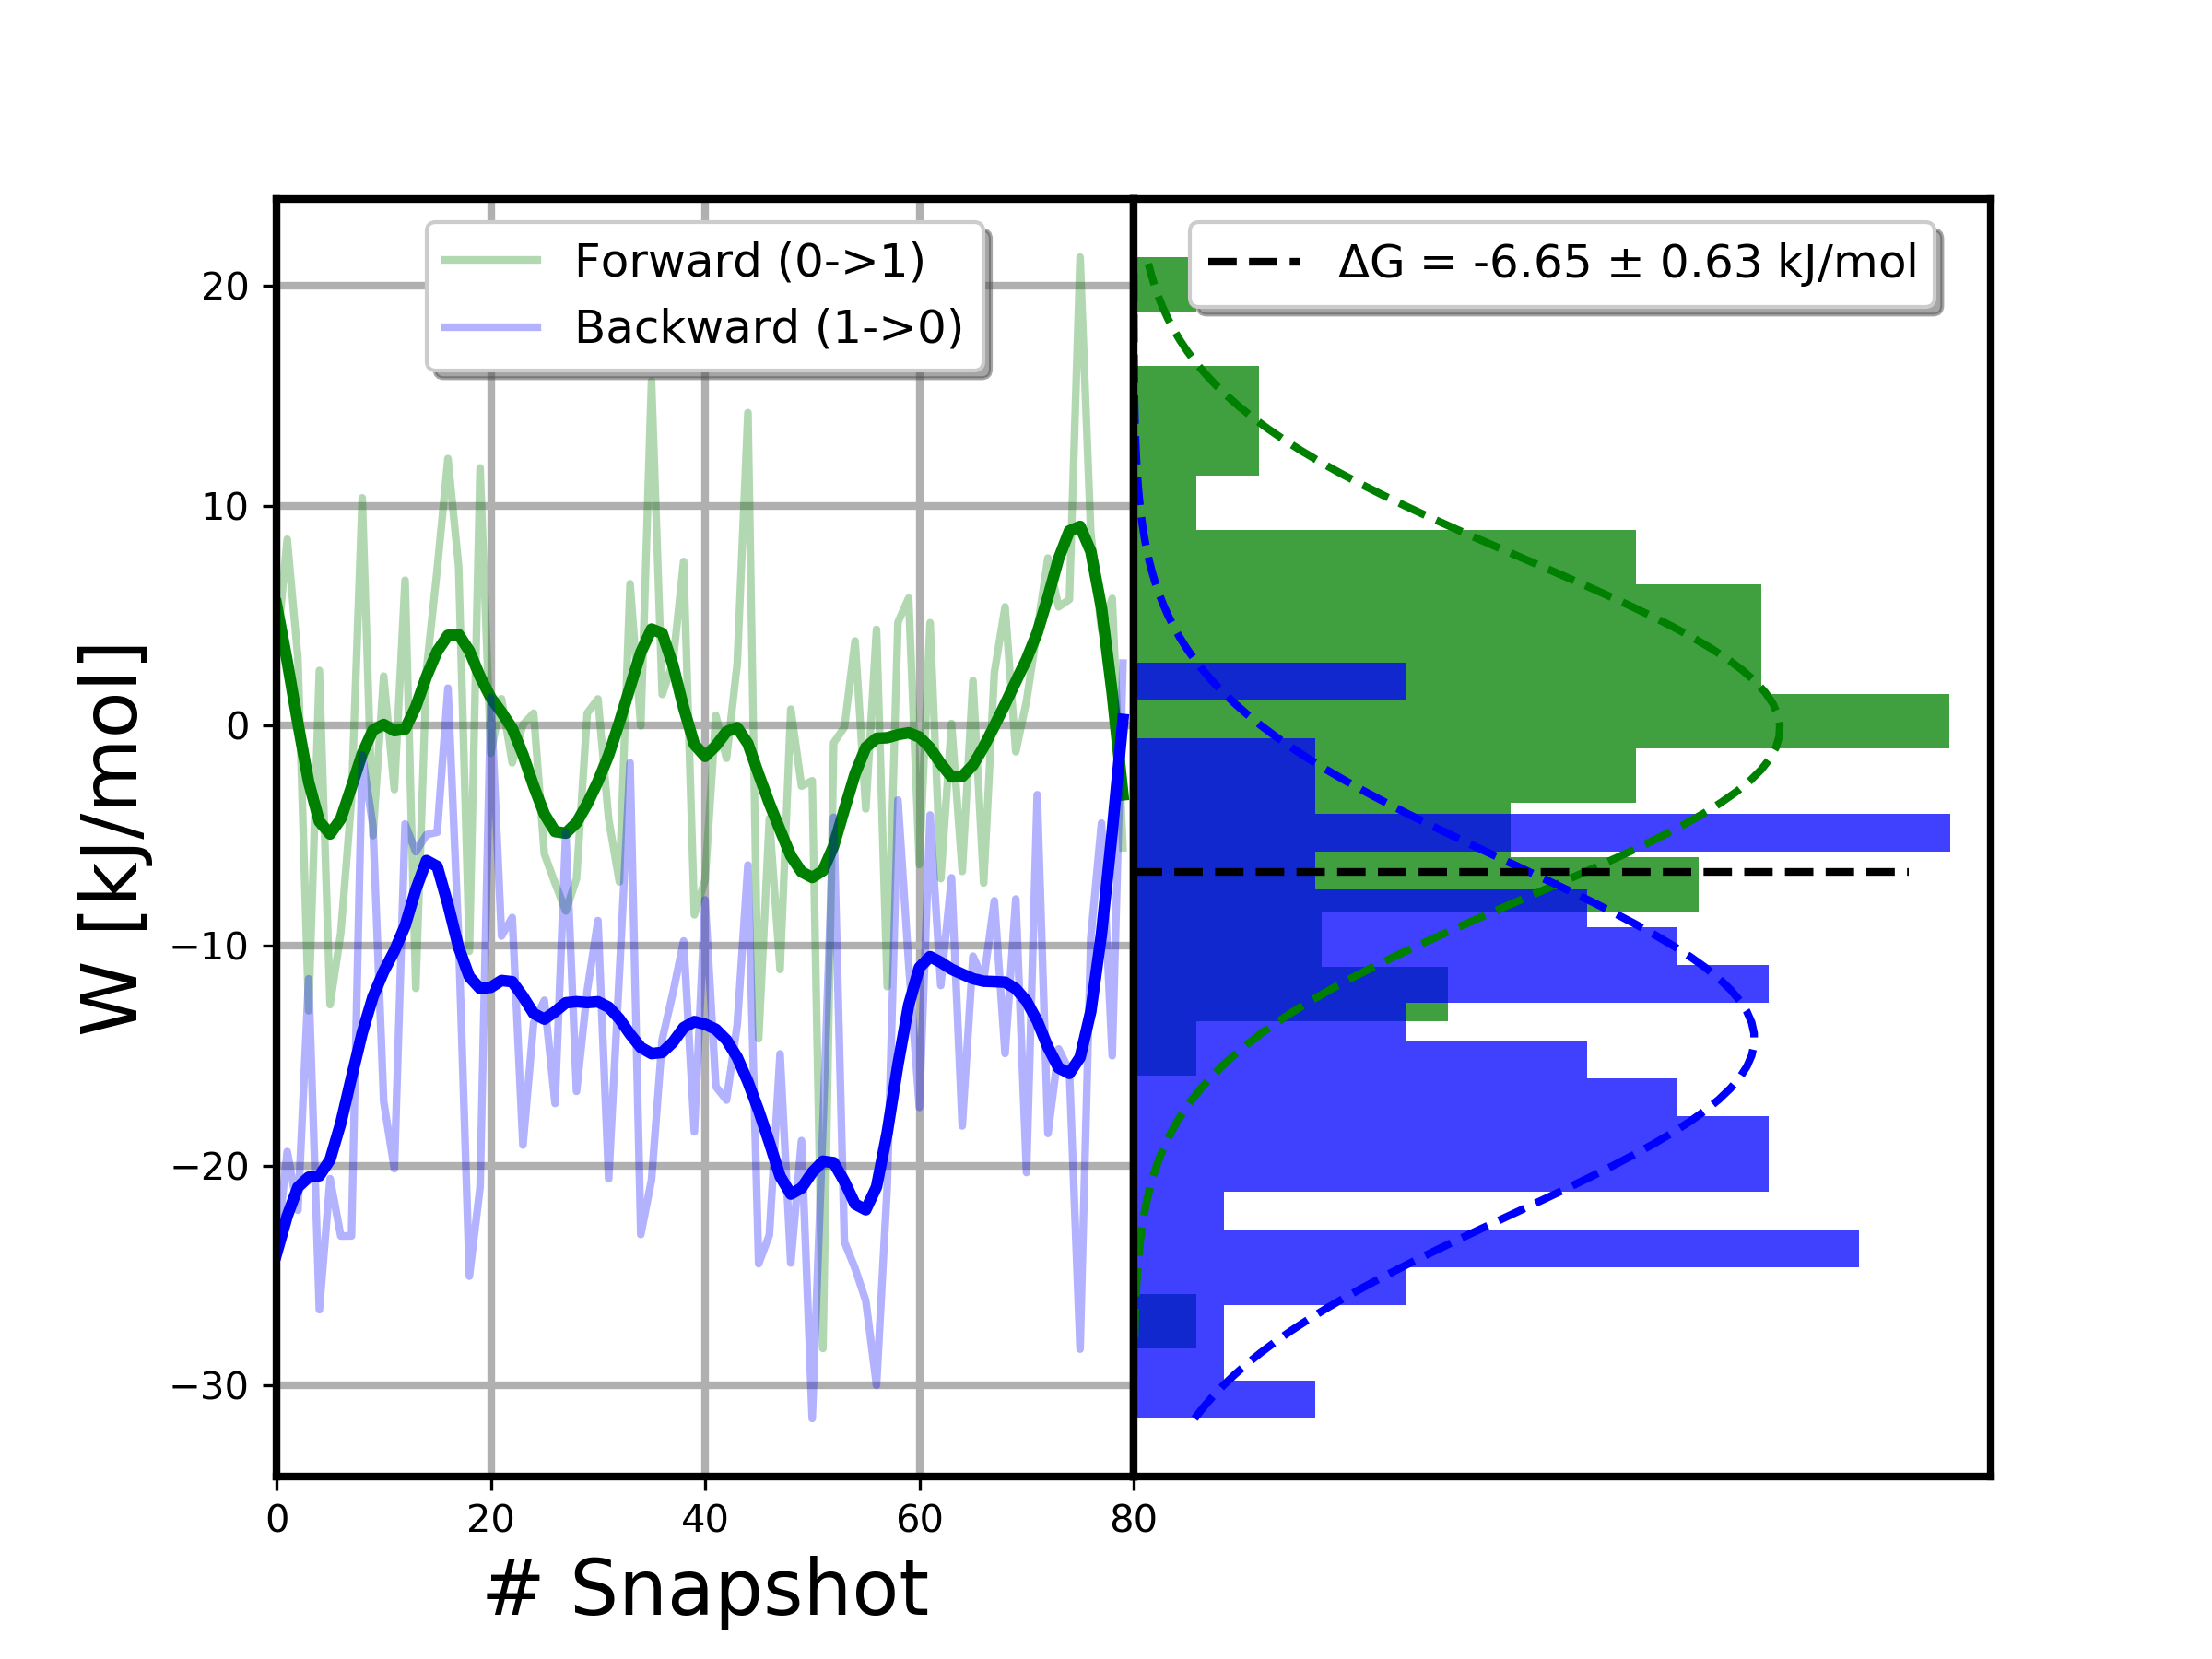 Forward (0->1)
Backward (1->0)
ΔG = -6.65 ± 0.63 kJ/mol
W [kJ/mol]
20
10
0
−10
−20
−30
0 20 40 60 80
# Snapshot